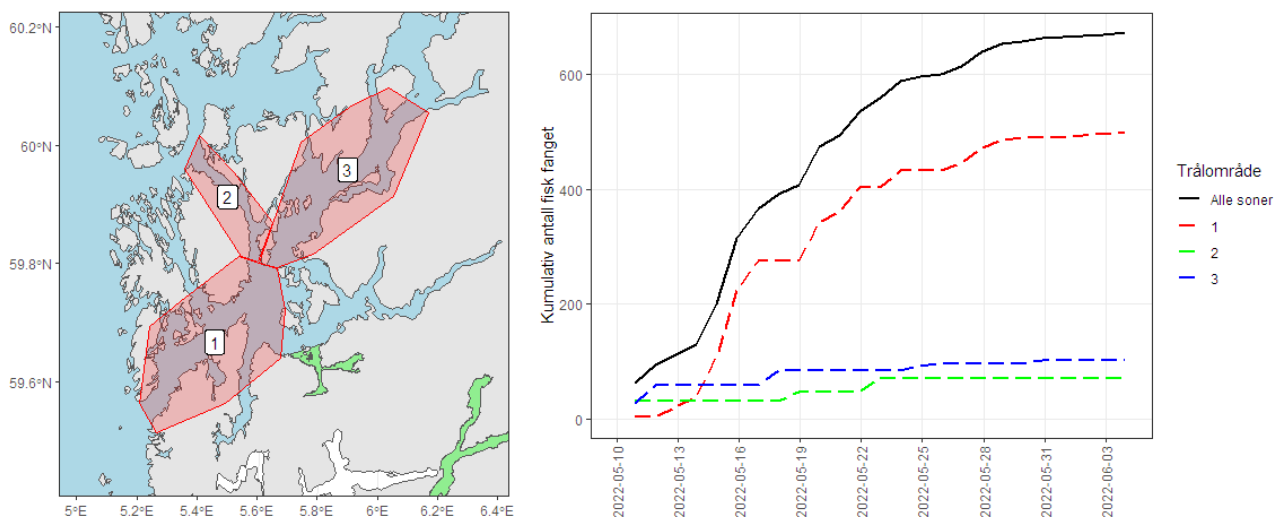 60.2°N
60°N
59.8°N
59.6°N
5°E
5.2°E
5.4°E
5.6°E
5.8°E
6°E
6.2°E
6.4°E
1
2
3
Kumulativ antall fisk fanget
600
400
200
0
2022-05-10
2022-05-13
2022-05-16
2022-05-19
2022-05-22
2022-05-25
2022-05-28
2022-05-31
2022-06-03
Trålområde
Alle soner
1
2
3